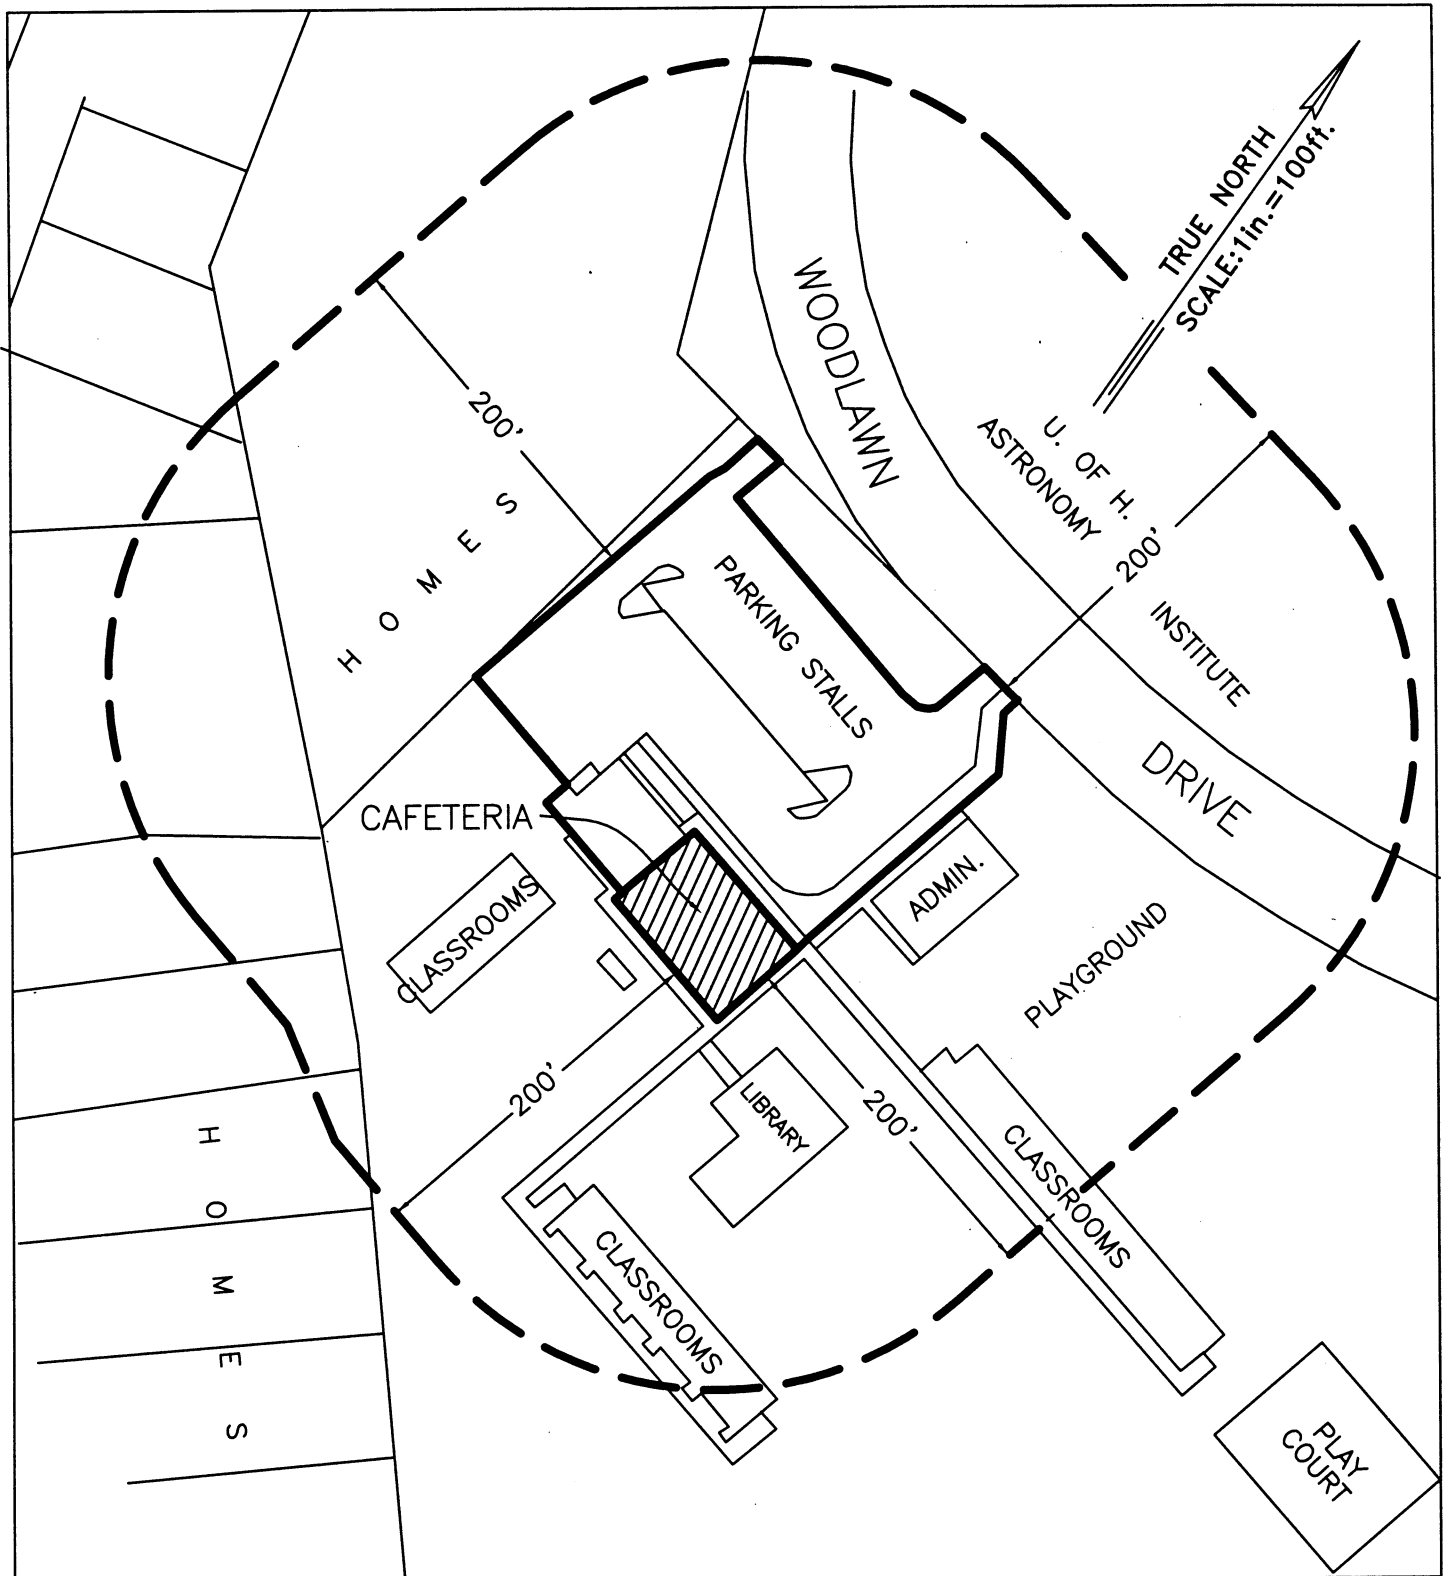 TRUE NORTH
SCALE:1in.=100ft.
WOODLAWN
200'
U. OF H.
ASTRONOMY
HOMES
200'
PARKING STALLS
INSTITUTE
DRIVE
CAFETERIA
CLASSROOMS
ADMIN.
PLAYGROUND
200'
LIBRARY
200'
CLASSROOMS
HOMES
CLASSROOMS
PLAY
COURT